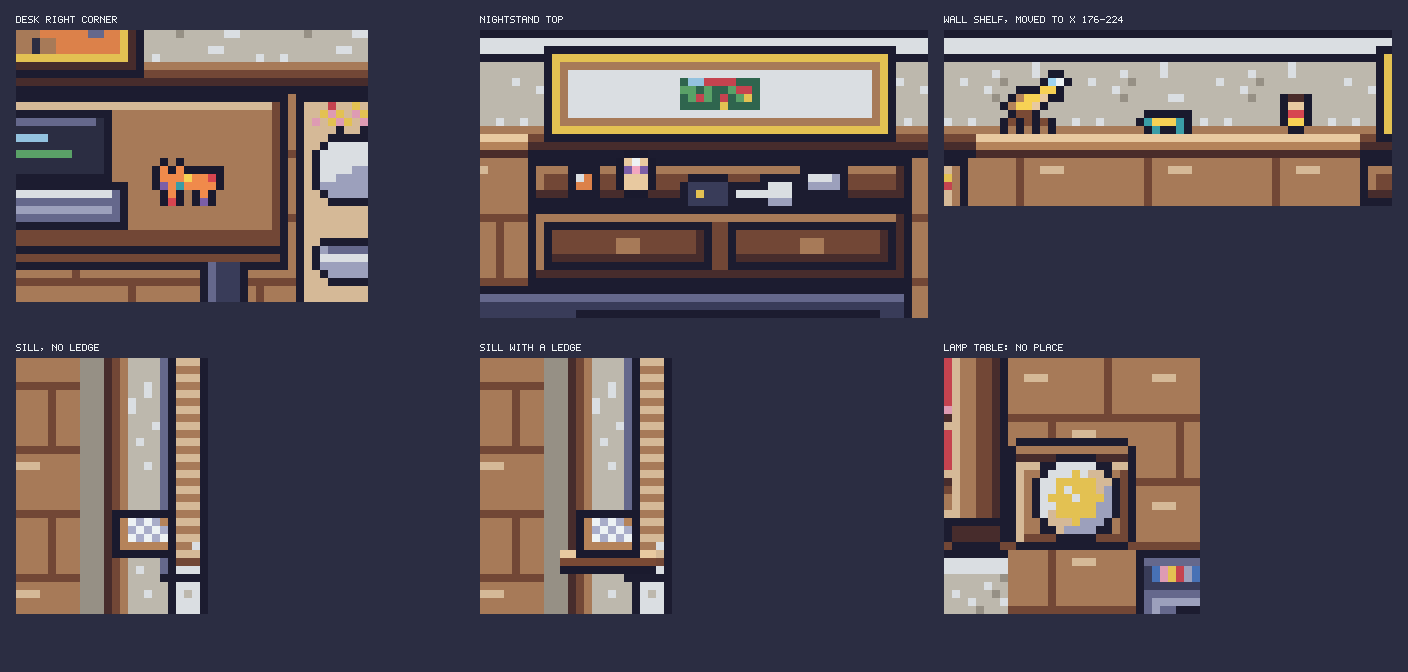 DESK RIGHT CORNER
NIGHTSTAND TOP
WALL SHELF, MOVED TO X 176-224
SILL, NO LEDGE
SILL WITH A LEDGE
LAMP TABLE: NO PLACE